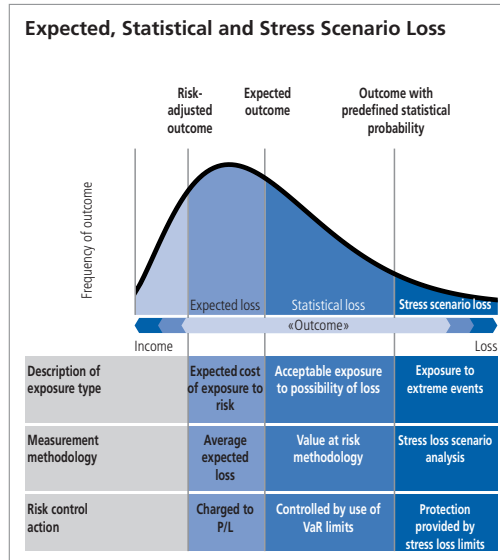 Expected, Statistical and Stress Scenario Loss
Risk-
adjusted
outcome
Expected
outcome
Outcome with
predefined statistical
probability
Frequency of outcome
Expected loss
Statistical loss
Stress scenario loss
«Outcome»
Income
Loss
Description of
exposure type
Expected cost
of exposure to
risk
Acceptable exposure
to possibility of loss
Exposure to
extreme events
Measurement
methodology
Average
expected
loss
Value at risk
methodology
Stress loss scenario
analysis
Risk control
action
Charged to
P/L
Controlled by use of
VaR limits
Protection
provided by
stress loss limits